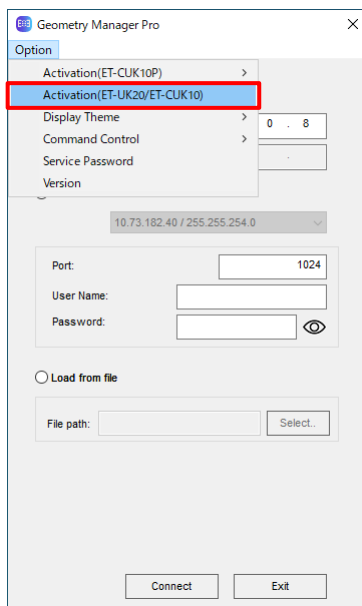 Geometry Manager Pro
Option
Activation(ET-CUK10P)
Activation(ET-UK20/ET-CUK10)
Display Theme
Command Control
Service Password
Version
0 . 8
.
10.73.182.40 / 255.255.254.0
Port: 1024
User Name:
Password:
Load from file
File path: Select..
Connect Exit